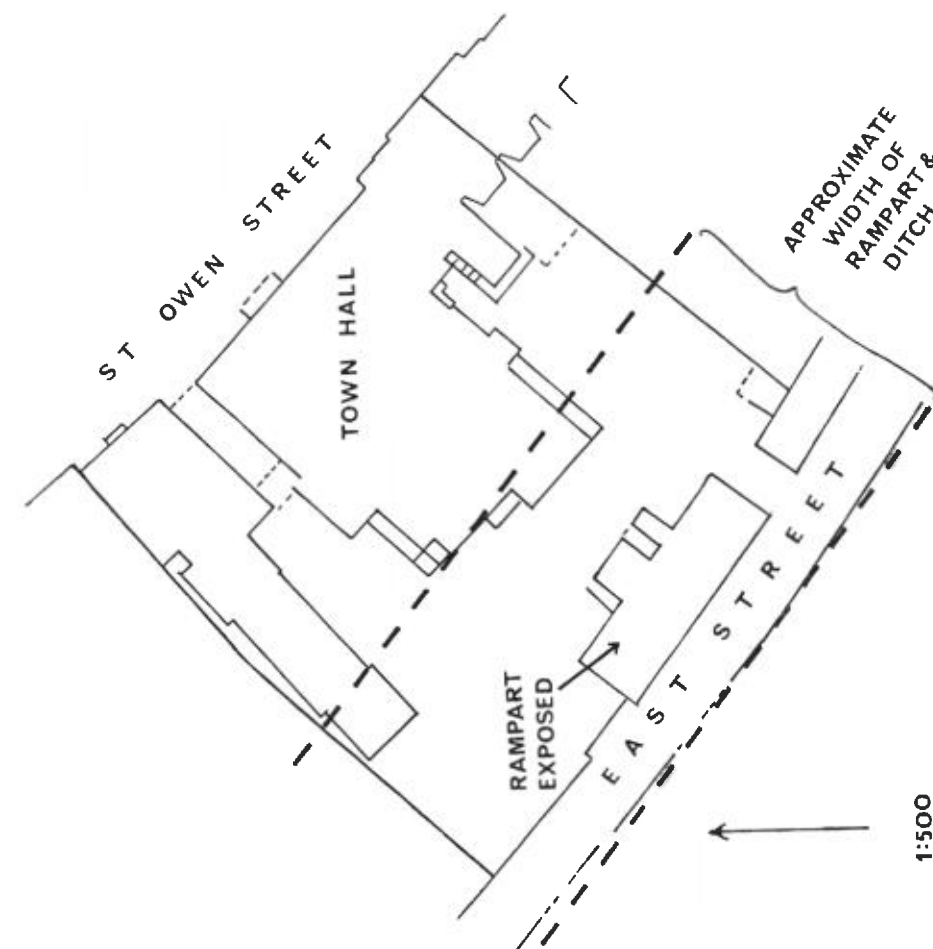 ST OWEN STREET
TOWN HALL
APPROXIMATE
WIDTH OF
RAMPART &
DITCH
RAMPART
EXPOSED
EAST STREET
1:500